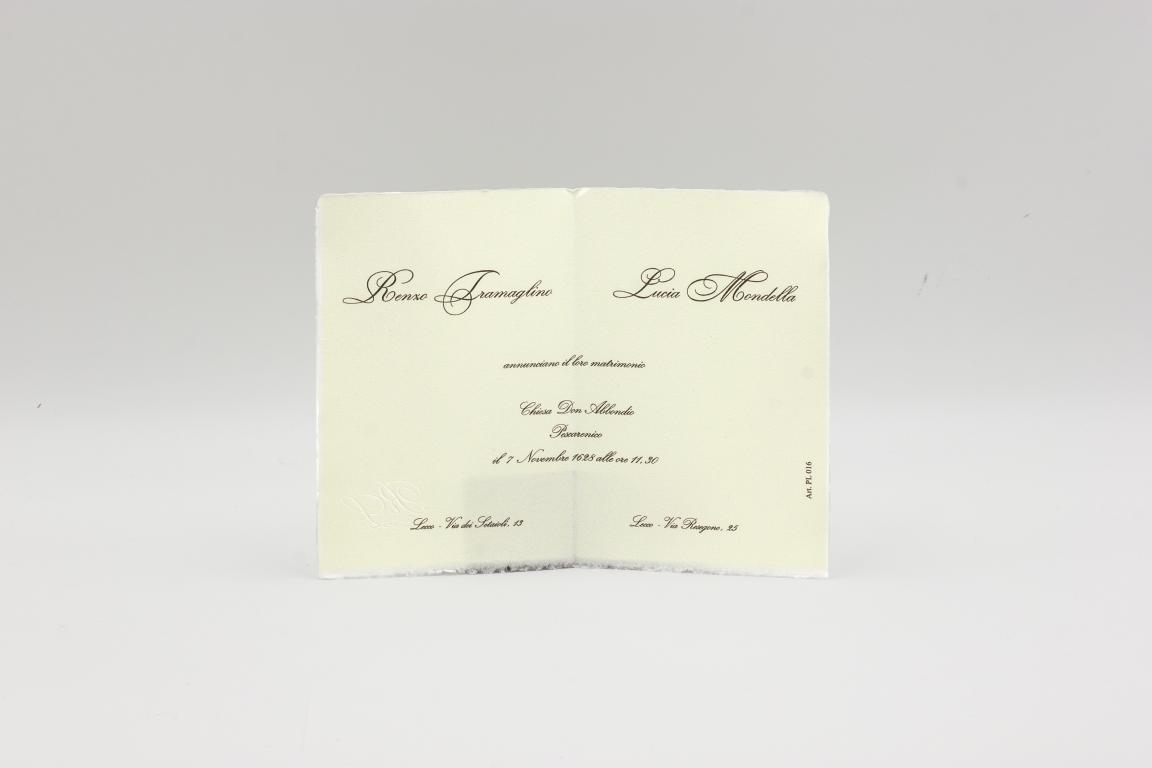 Renzo Tramaglino
Lucia Mondella
annunciano il loro matrimonio
Chiesa Don Abbondio
Pescarenico
il 7 Novembre 1628 alle ore 11,30
Lecco - Via dei Setaioli, 13
Lecco - Via Resegone, 25
Art. PL 016